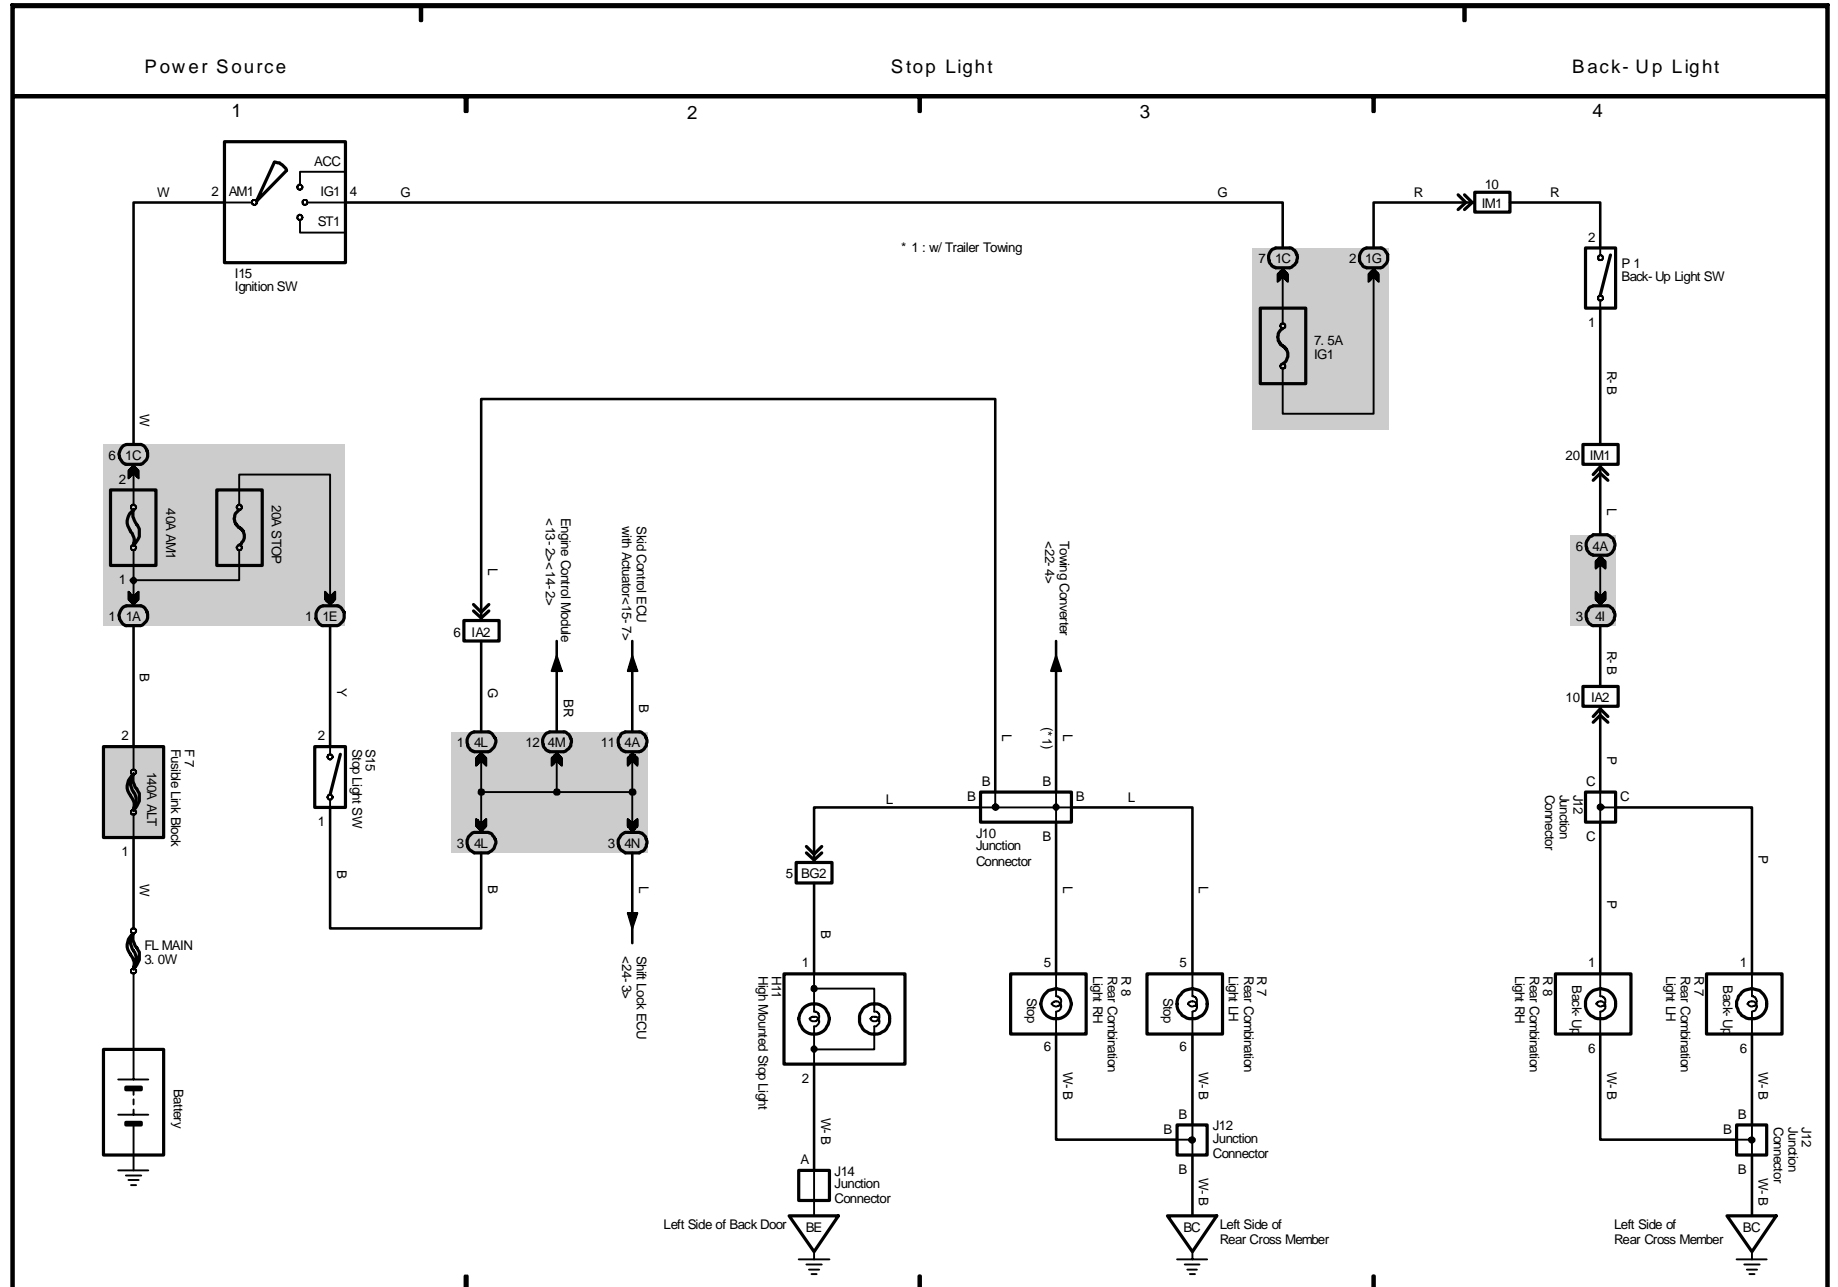 Power Source
Stop Light
Back- Up Light
1
2
3
4
ACC
W
2
AM1
IG1
4
G
ST1
I15
Ignition SW
* 1 : w/ Trailer Towing
G
R
10
IM1
R
7
1C
2
1G
7. 5A
IG1
2
P 1
Back- Up Light SW
1
R- B
20
IM1
L
6
4A
3
4I
R- B
10
IA2
P
C
C
C
J12
Junction
Connector
P
P
W
6
1C
2
40A AM1
20A STOP
1
1
1A
1
1E
B
Y
2
F 7
Fusible Link Block
140A ALT
1
W
FL MAIN
3. 0W
Battery
2
S15
Stop Light SW
1
B
L
6
IA2
G
Engine Control Module
<13- 2><14- 2>
BR
Skid Control ECU
with Actuator<15- 7>
B
1
4L
12
4M
11
4A
3
4L
3
4N
B
L
Shift Lock ECU
<24- 3>
Towing Converter
<22- 4>
L
L
(* 1)
B
B
B
B
B
J10
Junction
Connector
L
L
5
BG2
B
L
L
1
H11
High Mounted Stop Light
2
W- B
A
J14
Junction
Connector
Left Side of Back Door
BE
5
Stop
R 8
Rear Combination
Light RH
6
W- B
5
Stop
R 7
Rear Combination
Light LH
6
W- B
B
B
J12
Junction
Connector
B
W- B
BC
Left Side of
Rear Cross Member
1
Back- Up
R 8
Rear Combination
Light RH
6
W- B
1
Back- Up
R 7
Rear Combination
Light LH
6
W- B
B
B
J12
Junction
Connector
B
W- B
Left Side of
Rear Cross Member
BC